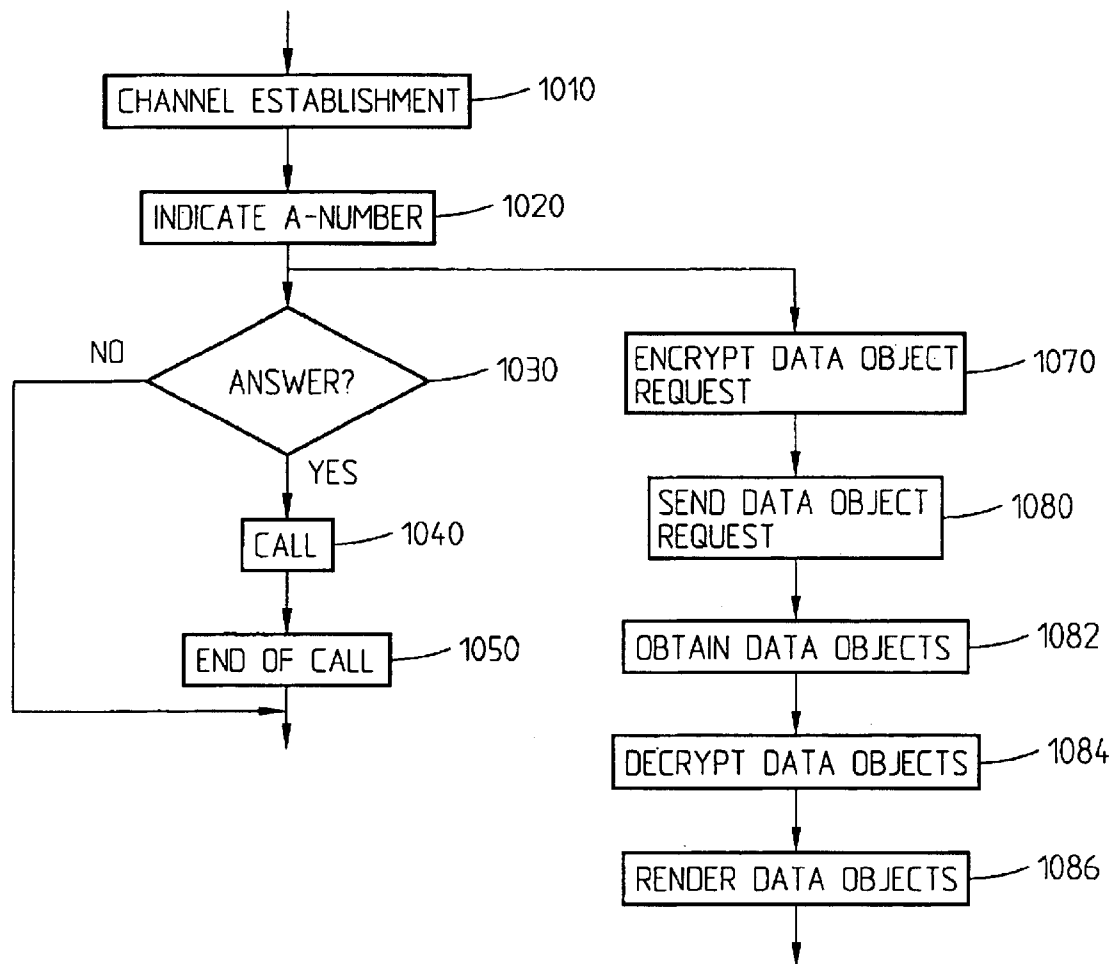 CHANNEL ESTABLISHMENT
1010
INDICATE A-NUMBER
1020
NO
ANSWER?
1030
YES
CALL
1040
END OF CALL
1050
ENCRYPT DATA OBJECT
REQUEST
1070
SEND DATA OBJECT
REQUEST
1080
OBTAIN DATA OBJECTS
1082
DECRYPT DATA OBJECTS
1084
RENDER DATA OBJECTS
1086